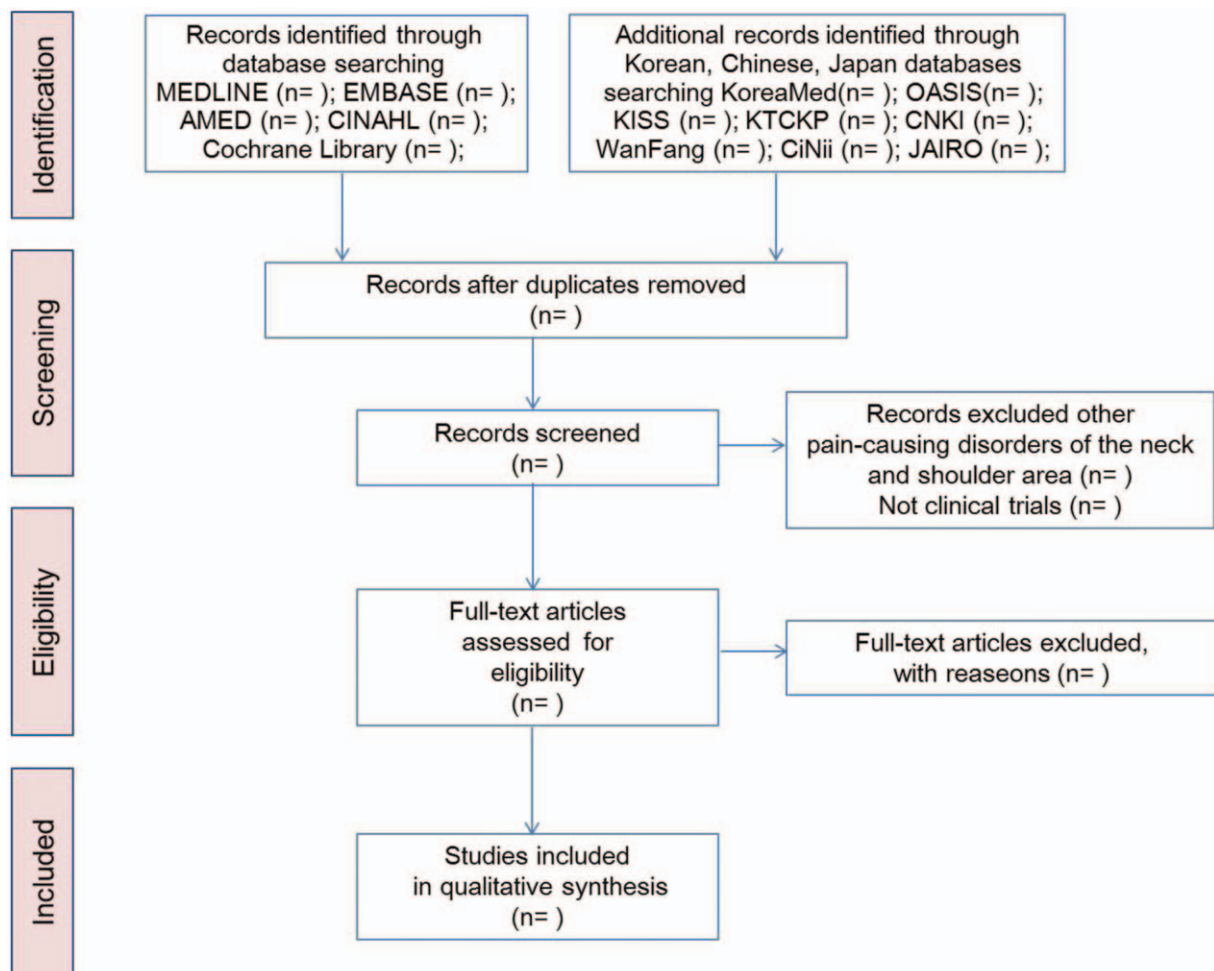 Identification
Records identified through
database searching
MEDLINE (n= ); EMBASE (n= );
AMED (n= ); CINAHL (n= );
Cochrane Library (n= );
Additional records identified through
Korean, Chinese, Japan databases
searching KoreaMed(n= ); OASIS(n= );
KISS (n= ); KTCKP (n= ); CNKI (n= );
WanFang (n= ); CiNii (n= ); JAIRO (n= );
Screening
Records after duplicates removed
(n= )
Records screened
(n= )
Records excluded other
pain-causing disorders of the neck
and shoulder area (n= )
Not clinical trials (n= )
Eligibility
Full-text articles
assessed for
eligibility
(n= )
Full-text articles excluded,
with reaseons (n= )
Included
Studies included
in qualitative synthesis
(n= )